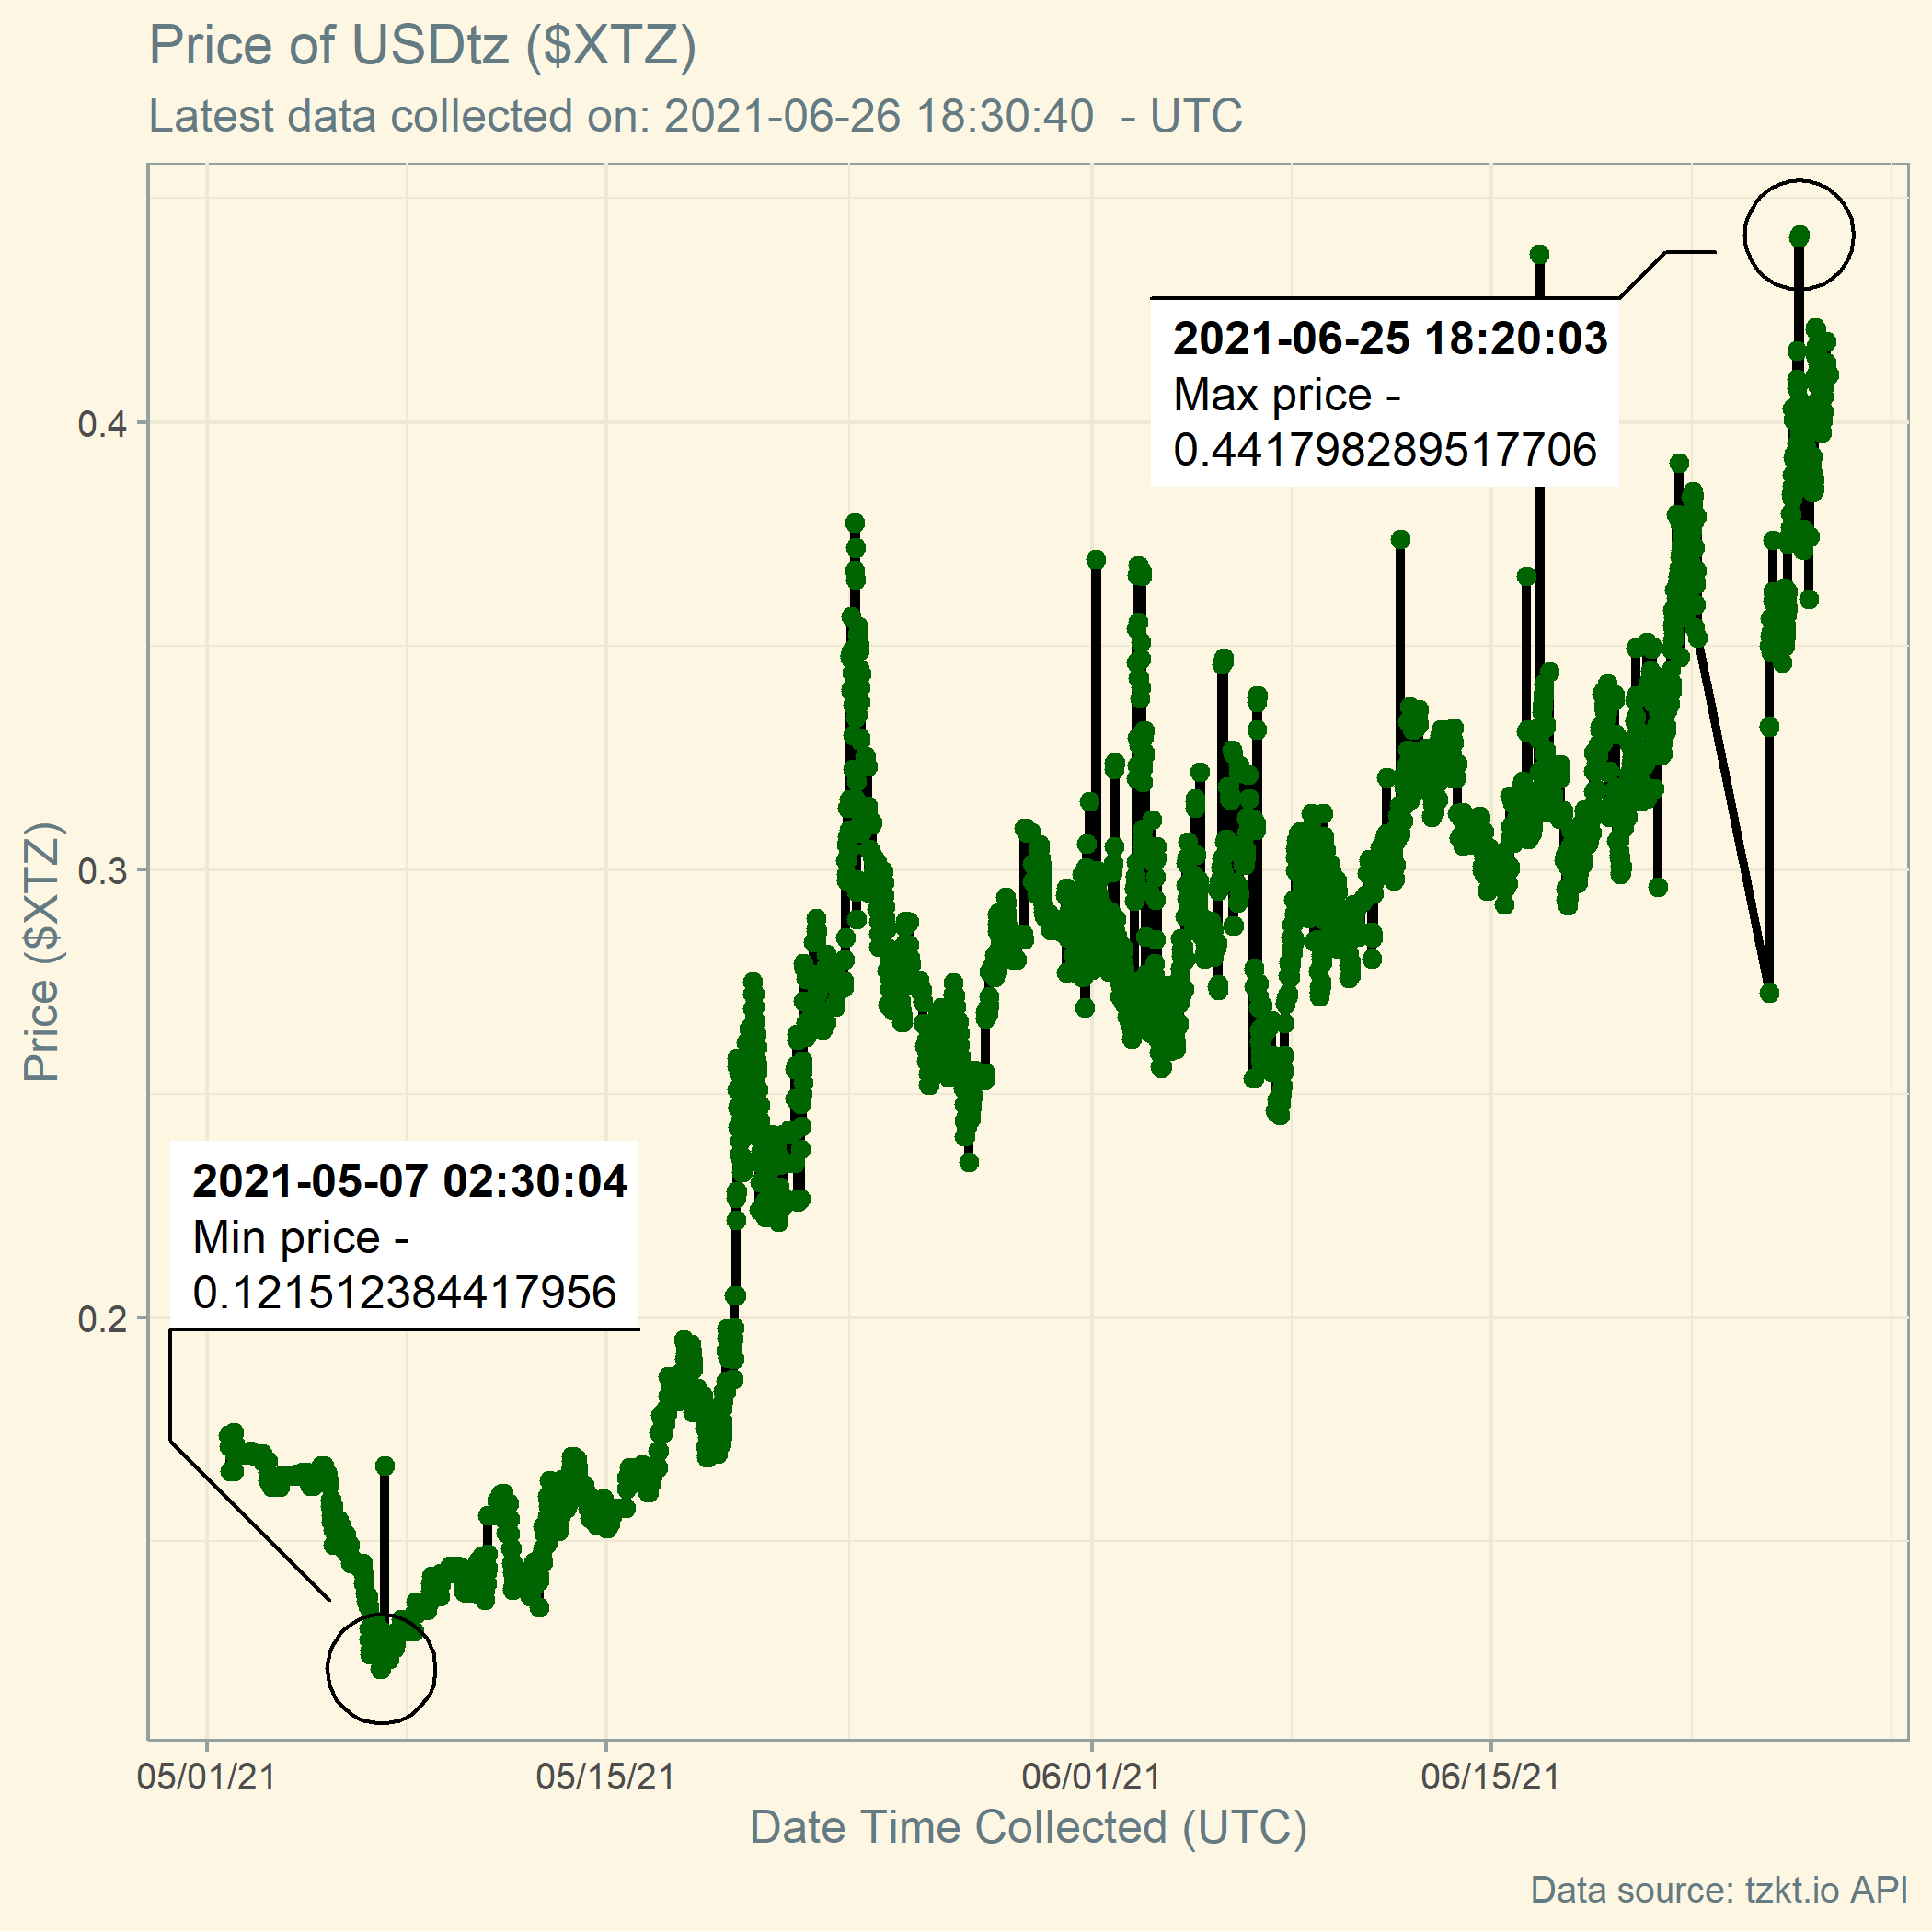 Price of USDtz ($XTZ)
Latest data collected on: 2021-06-26 18:30:40  - UTC
2021-06-25 18:20:03
Max price -
0.441798289517706
0.4
0.3
0.2
Price ($XTZ)
2021-05-07 02:30:04
Min price -
0.121512384417956
05/01/21
05/15/21
06/01/21
06/15/21
Date Time Collected (UTC)
Data source: tzkt.io API